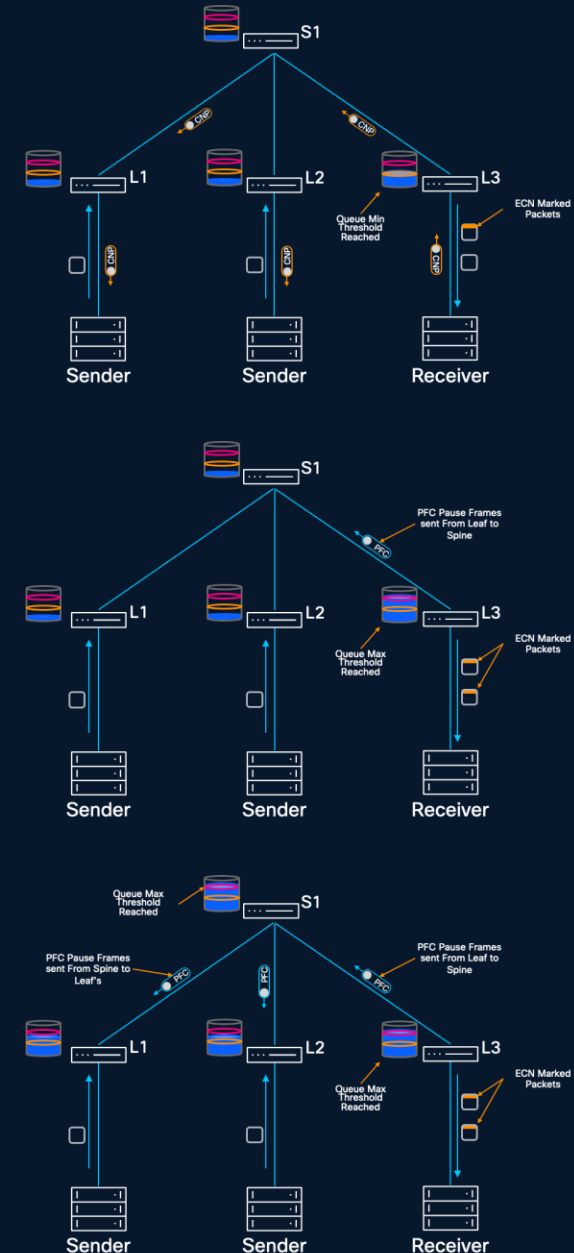 S1
CNP
CNP
L1
L2
L3
Queue Min
Threshold
Reached
ECN Marked
Packets
CNP
CNP
CNP
Sender
Sender
Receiver
S1
PFC Pause Frames
sent From Leaf to
Spine
PFC
L1
L2
L3
Queue Max
Threshold
Reached
ECN Marked
Packets
Sender
Sender
Receiver
Queue Max
Threshold
Reached
S1
PFC Pause Frames
sent From Spine to
Leaf's
PFC
PFC
PFC Pause Frames
sent From Leaf to
Spine
PFC
L1
L2
L3
Queue Max
Threshold
Reached
ECN Marked
Packets
Sender
Sender
Receiver